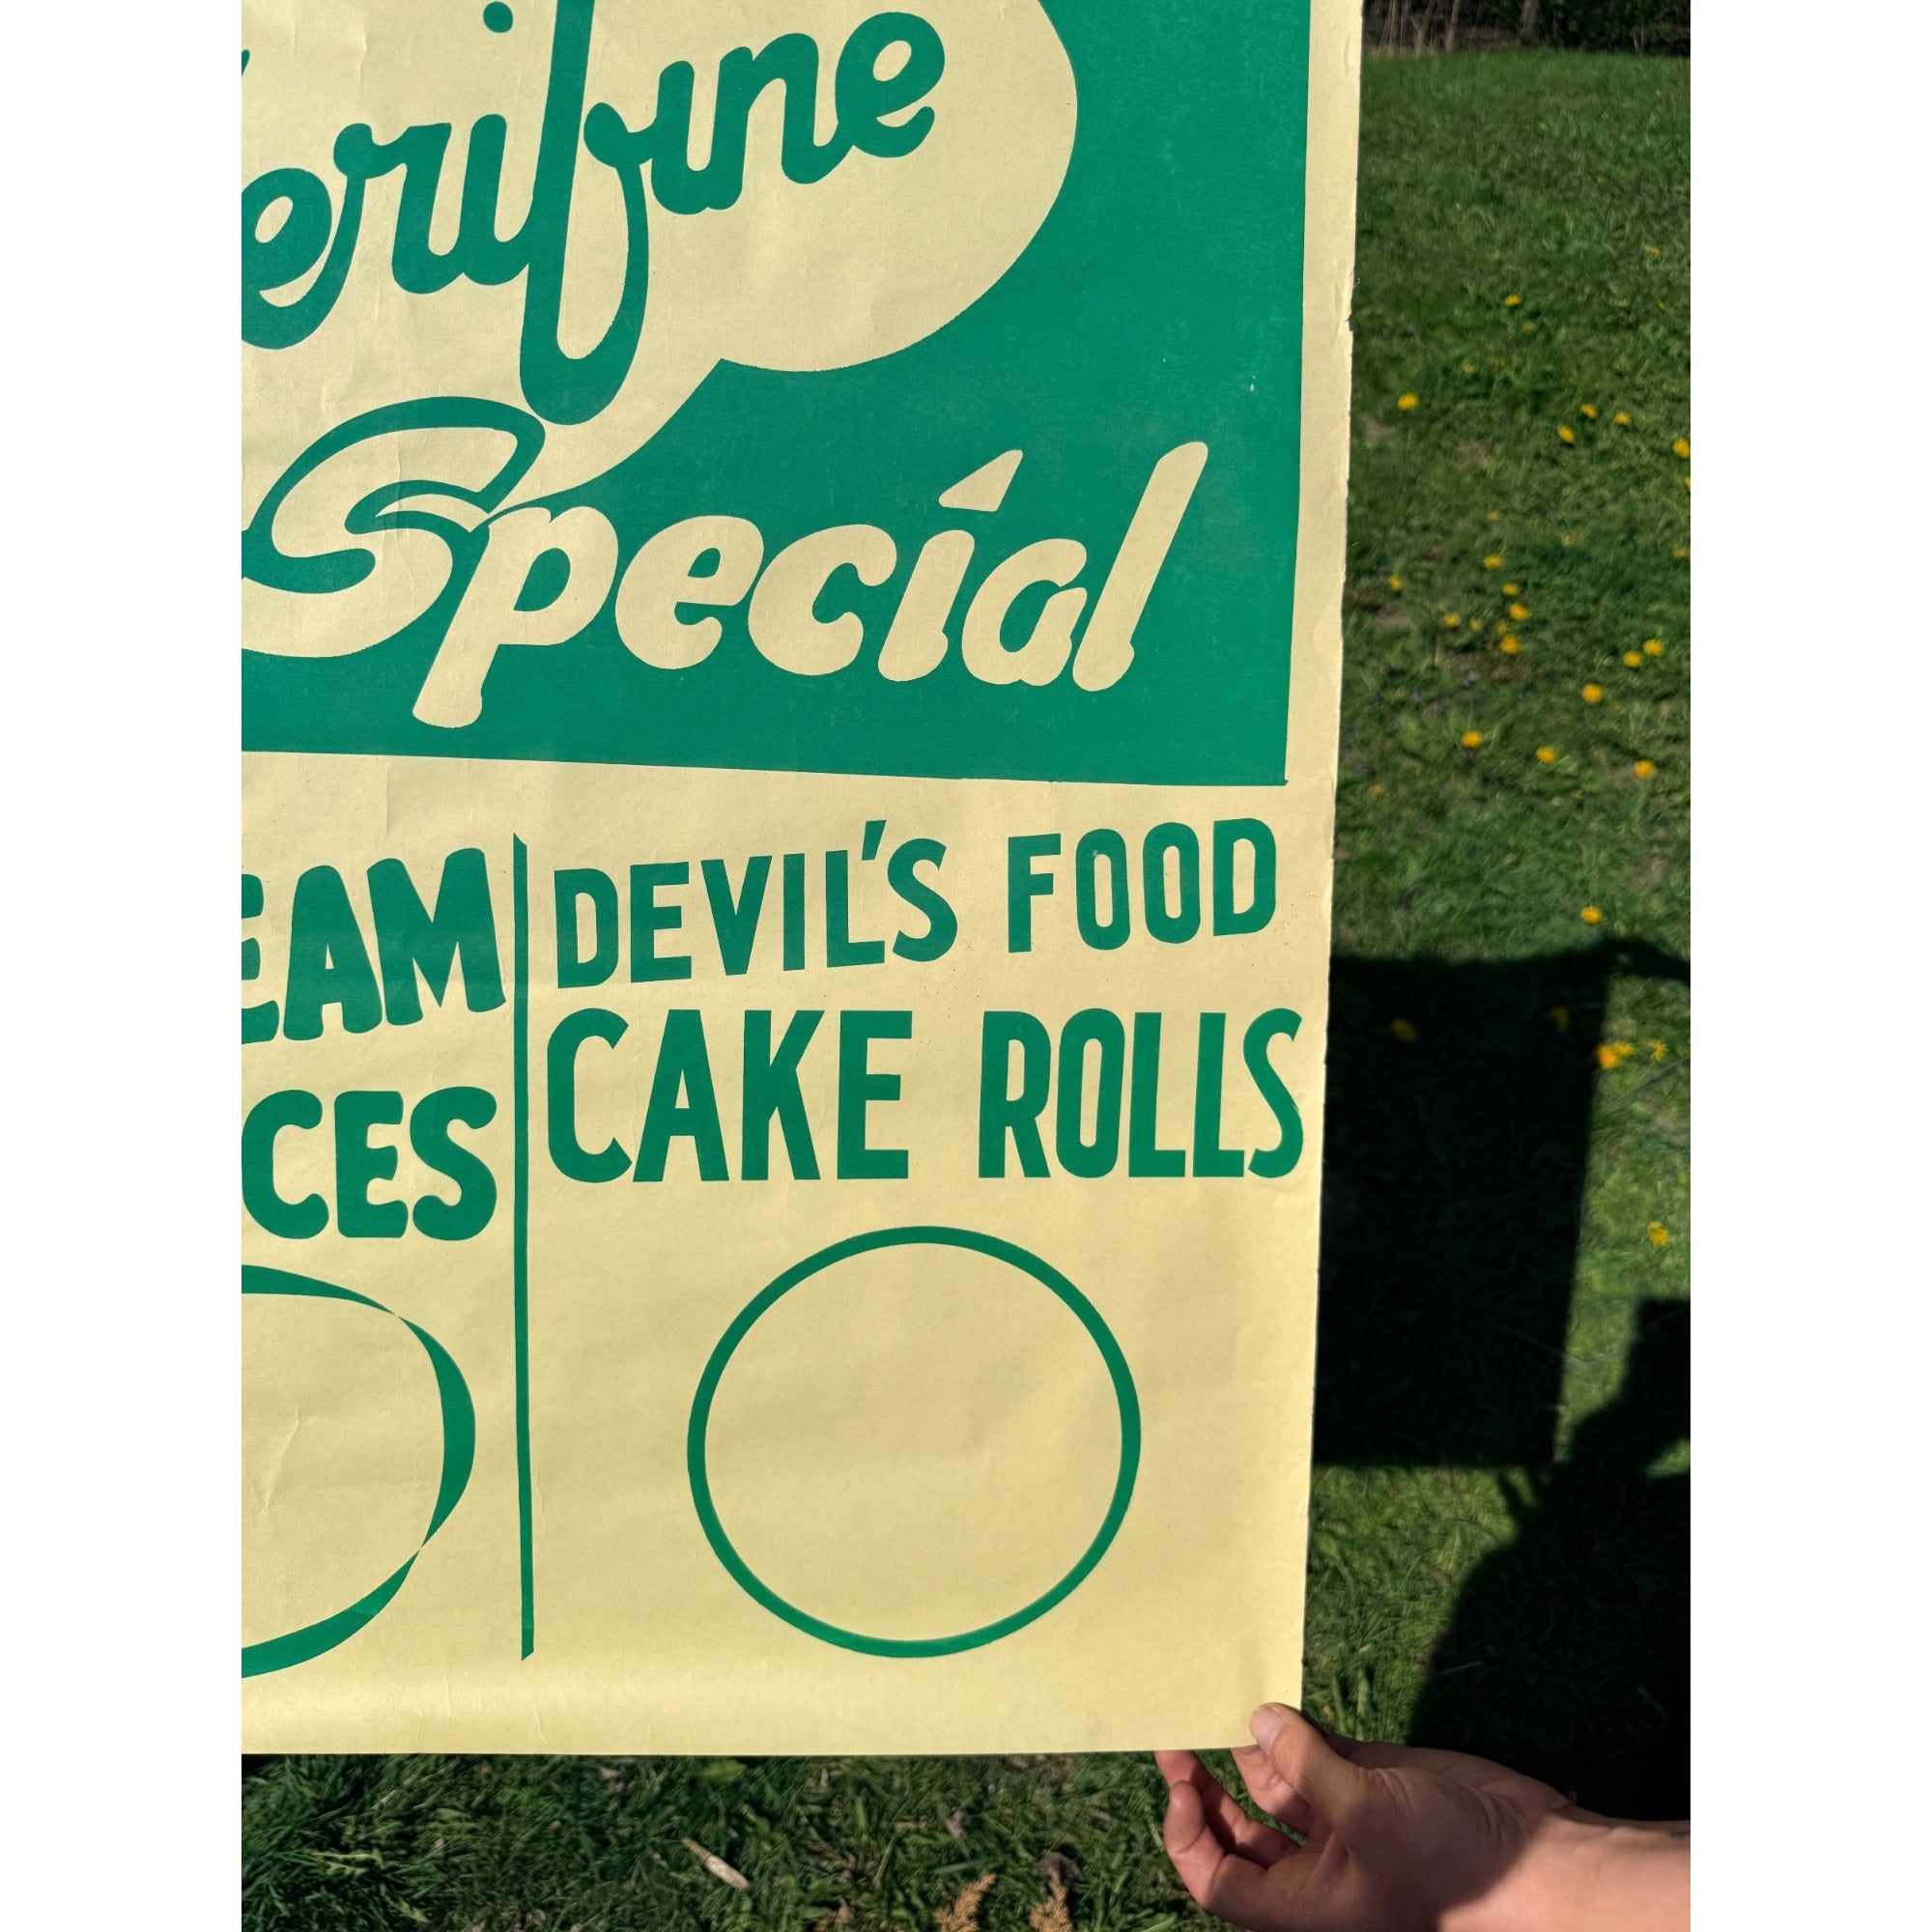 erifine
Special
EAM
CES
DEVIL'S FOOD
CAKE ROLLS